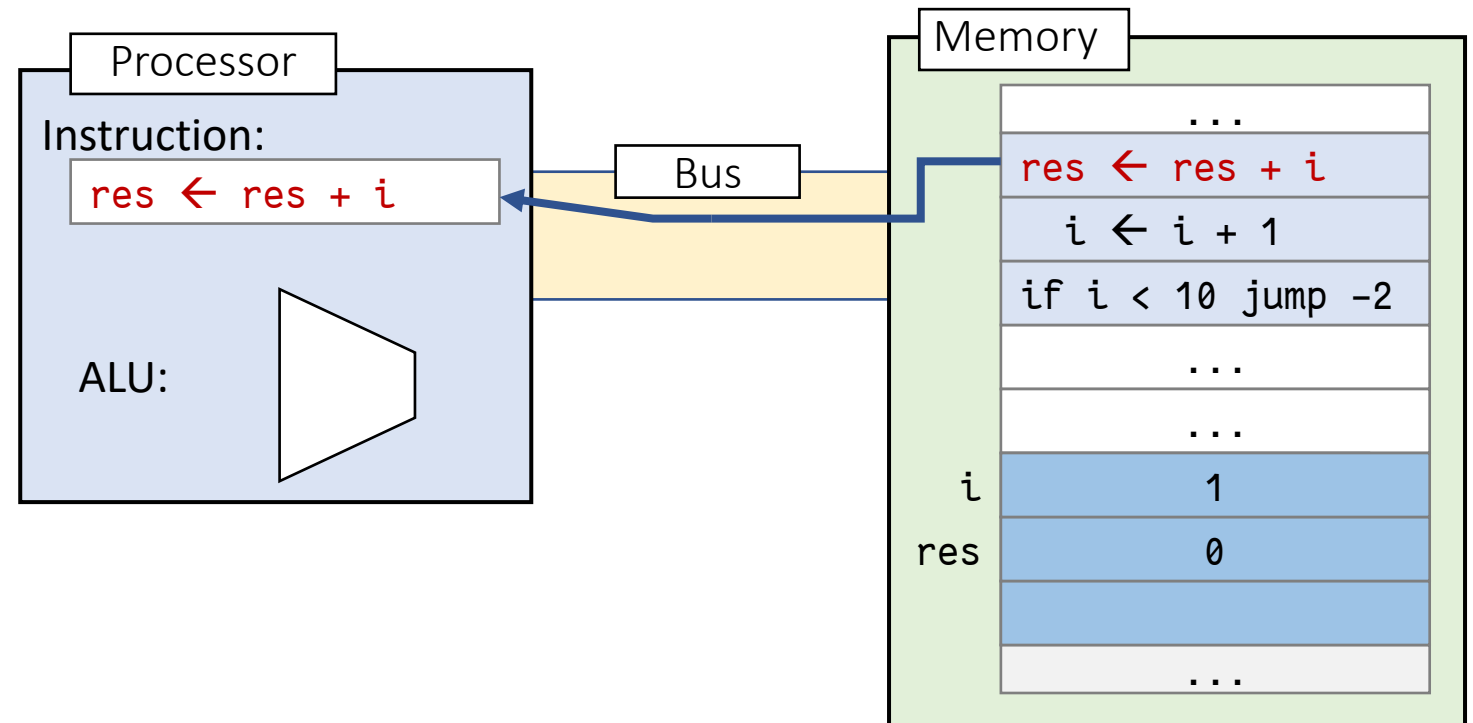 Processor
Instruction:
res ← res + i
ALU:
Bus
Memory
...
res ← res + i
i ← i + 1
if i < 10 jump –2
...
...
i 1
res 0
...